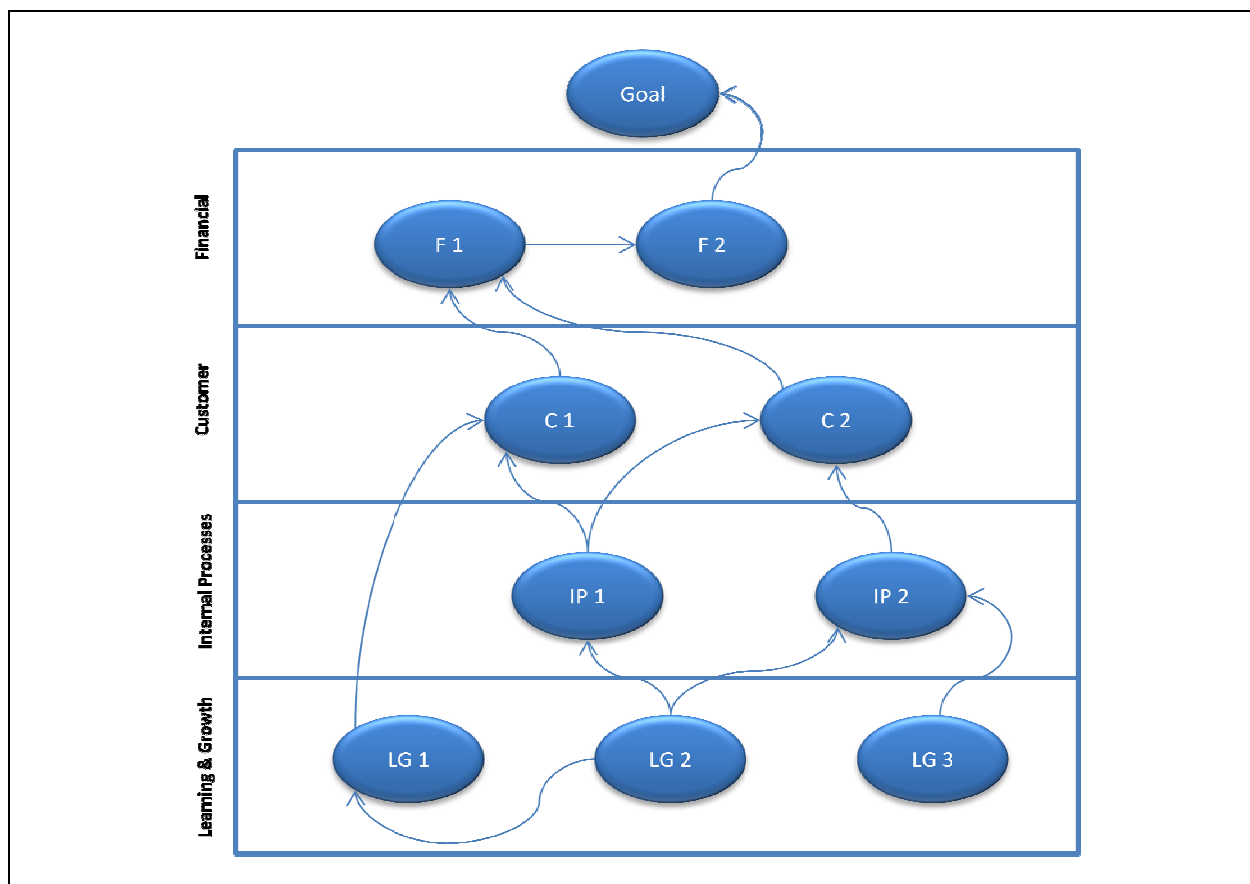 Goal
Financial
F 1
F 2
Customer
C 1
C 2
Internal Processes
IP 1
IP 2
Learning & Growth
LG 1
LG 2
LG 3